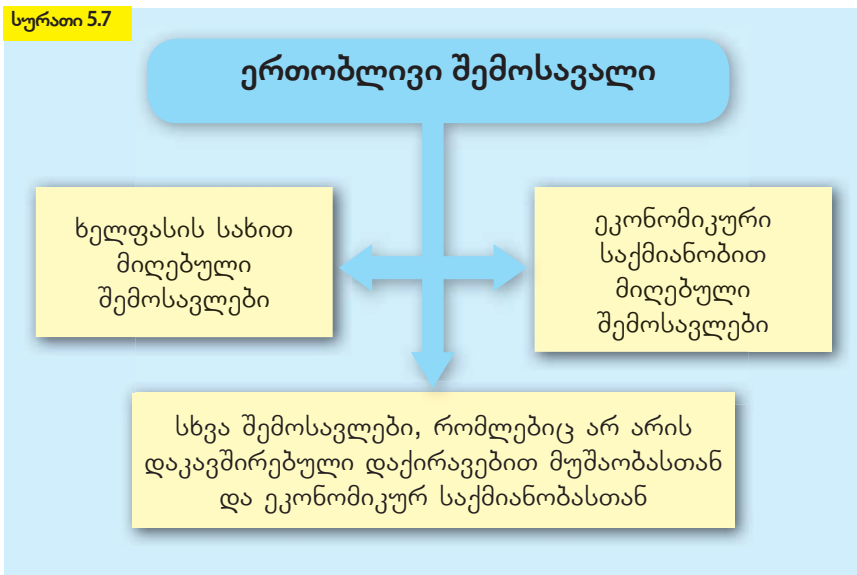 სურათი 5.7
ერთობლივი შემოსავალი
ხელფასის სახით
მიღებული
შემოსავლები
ეკონომიკური
საქმიანობით
მიღებული
შემოსავლები
სხვა შემოსავლები, რომლებიც არ არის
დაკავშირებული დაქირავებით მუშაობასთან
და ეკონომიკურ საქმიანობასთან